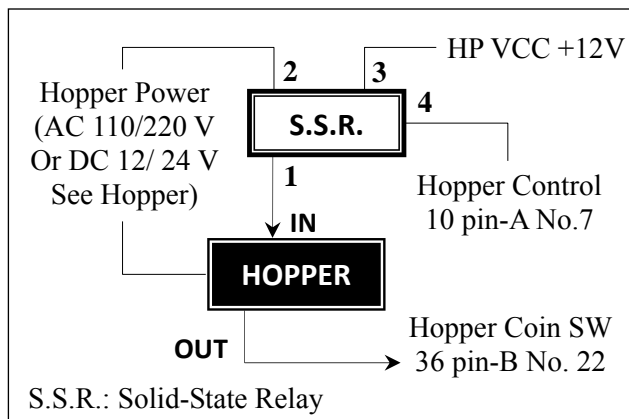 2
3
HP VCC +12V
Hopper Power
(AC 110/220 V
Or DC 12/ 24 V
See Hopper)
S.S.R.
4
1
Hopper Control
10 pin-A No.7
IN
HOPPER
OUT
Hopper Coin SW
36 pin-B No. 22
S.S.R.: Solid-State Relay